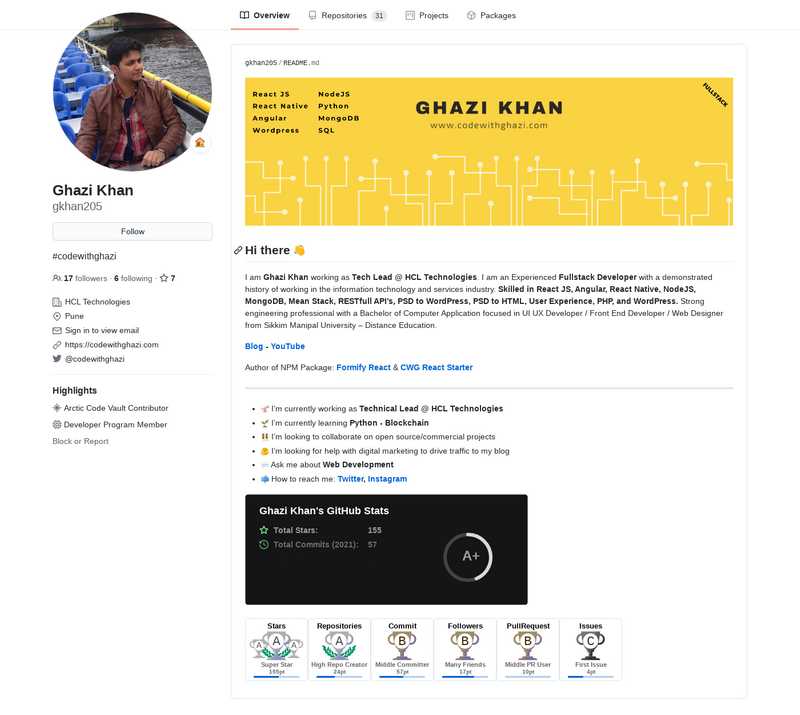 Overview
Repositories 31
Projects
Packages
Ghazi Khan
gkhan205
Follow
#codewithghazi
17 followers · 6 following · 7
HCL Technologies
Pune
Sign in to view email
https://codewithghazi.com
@codewithghazi
Highlights
Arctic Code Vault Contributor
Developer Program Member
Block or Report
gkhan205 / README.md
React JS NodeJS
React Native Python
Angular MongoDB
Wordpress SQL
GHAZI KHAN
www.codewithghazi.com
FULLSTACK
Hi there 👋
I am Ghazi Khan working as Tech Lead @ HCL Technologies. I am an Experienced Fullstack Developer with a demonstrated
history of working in the information technology and services industry. Skilled in React JS, Angular, React Native, NodeJS,
MongoDB, Mean Stack, RESTfull API's, PSD to WordPress, PSD to HTML, User Experience, PHP, and WordPress. Strong
engineering professional with a Bachelor of Computer Application focused in UI UX Developer / Front End Developer / Web Designer
from Sikkim Manipal University – Distance Education.
Blog - YouTube
Author of NPM Package: Formify React & CWG React Starter
I'm currently working as Technical Lead @ HCL Technologies
I'm currently learning Python - Blockchain
I'm looking to collaborate on open source/commercial projects
I'm looking for help with digital marketing to drive traffic to my blog
Ask me about Web Development
How to reach me: Twitter, Instagram
Ghazi Khan's GitHub Stats
Total Stars: 155
Total Commits (2021): 57
A+
Stars
A A A
Super Star
155pt
Repositories
A
High Repo Creator
24pt
Commit
B
Middle Committer
57pt
Followers
B
Many Friends
17pt
PullRequest
B
Middle PR User
10pt
Issues
C
First Issue
4pt